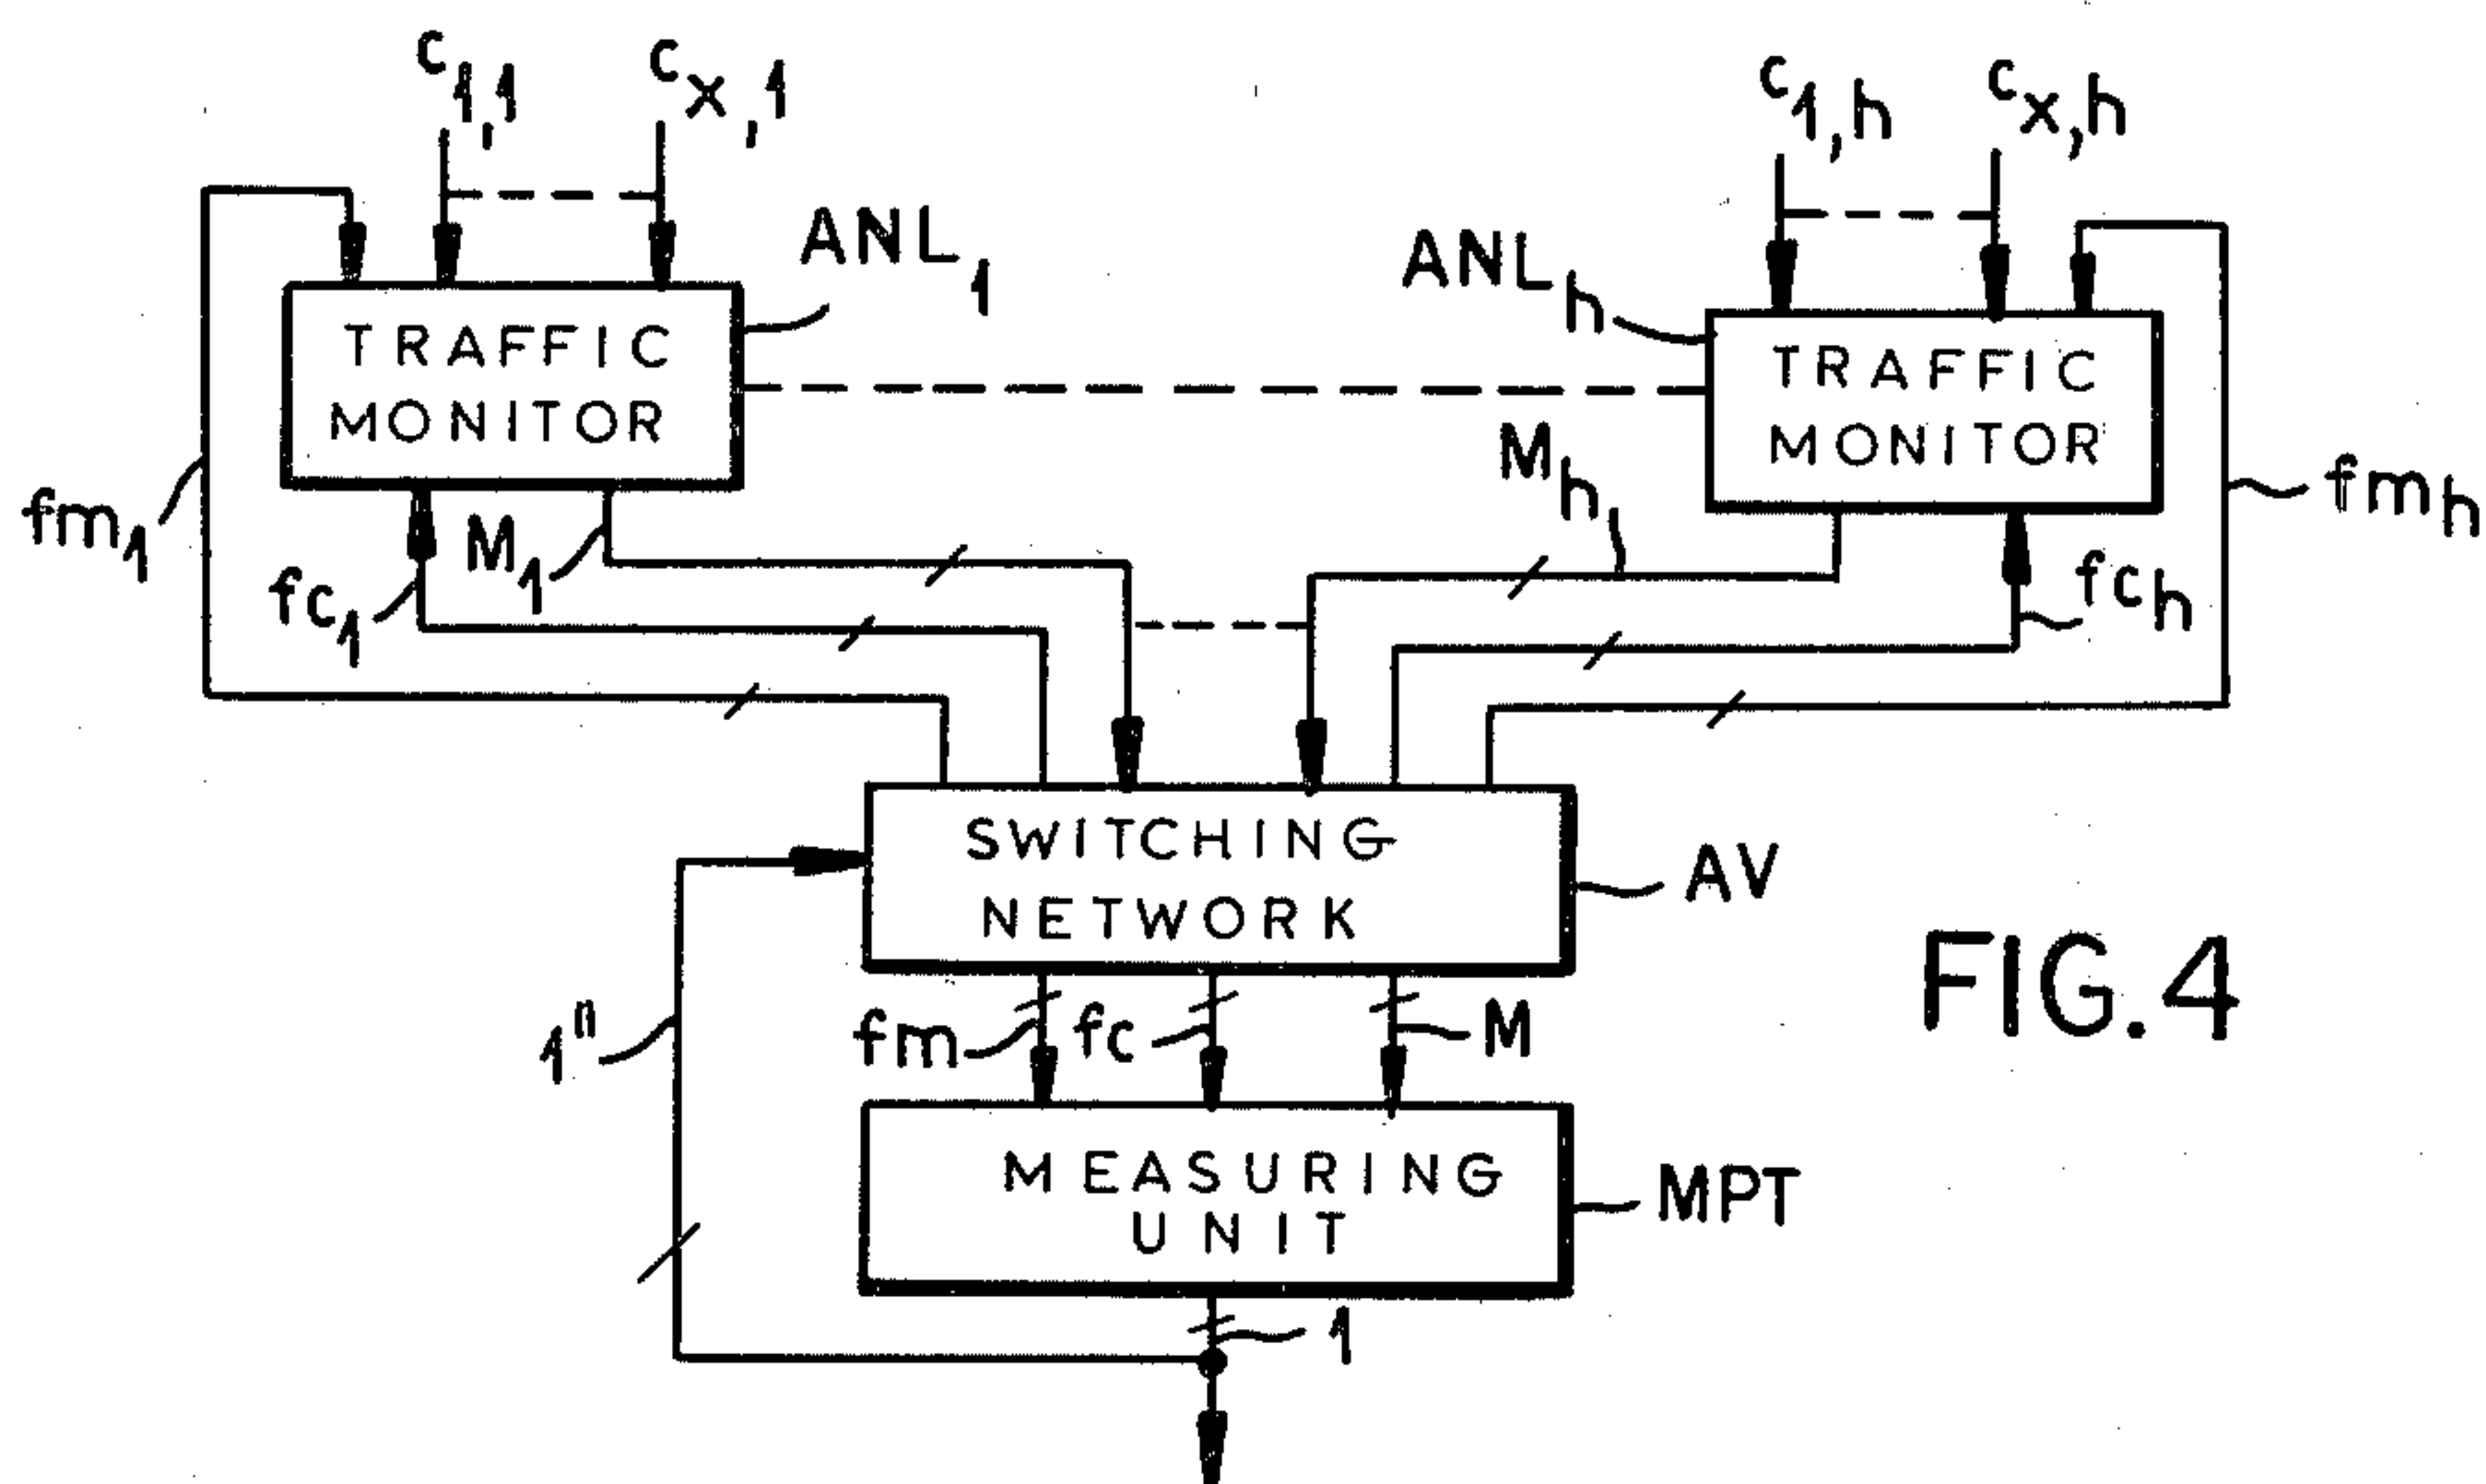 c1,1
cx,1
c1,h
cx,h
ANL1
ANLh
TRAFFIC
MONITOR
TRAFFIC
MONITOR
fm1
fc1
M1
Mh
fch
fmh
SWITCHING
NETWORK
AV
FIG.4
1"
fm
fc
M
MEASURING
UNIT
MPT
1